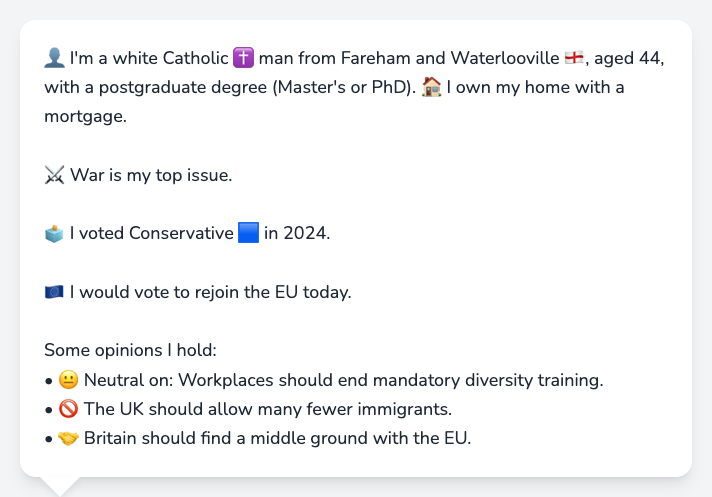 👤 I'm a white Catholic ✝️ man from Fareham and Waterlooville 🏴󠁧󠁢󠁥󠁮󠁧󠁿, aged 44,
with a postgraduate degree (Master's or PhD). 🏠 I own my home with a
mortgage.
⚔️ War is my top issue.
🗳️ I voted Conservative 🟦 in 2024.
🇪🇺 I would vote to rejoin the EU today.
Some opinions I hold:
• 😐 Neutral on: Workplaces should end mandatory diversity training.
• 🚫 The UK should allow many fewer immigrants.
• 🤝 Britain should find a middle ground with the EU.